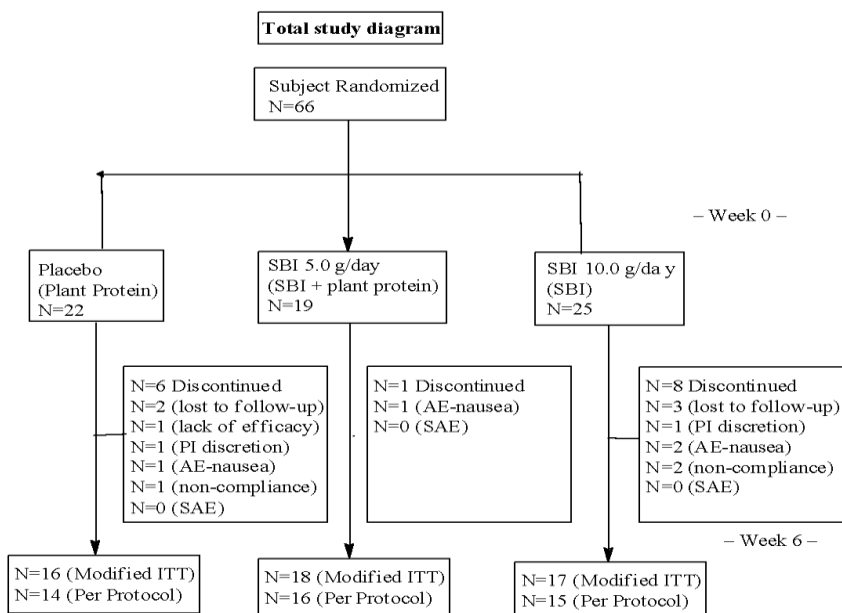 Total study diagram
Subject Randomized
N=66
– Week 0 –
Placebo
(Plant Protein)
N=22
SBI 5.0 g/day
(SBI + plant protein)
N=19
SBI 10.0 g/da y
(SBI)
N=25
N=6 Discontinued
N=2 (lost to follow-up)
N=1 (lack of efficacy)
N=1 (PI discretion)
N=1 (AE-nausea)
N=1 (non-compliance)
N=0 (SAE)
N=1 Discontinued
N=1 (AE-nausea)
N=0 (SAE)
N=8 Discontinued
N=3 (lost to follow-up)
N=1 (PI discretion)
N=2 (AE-nausea)
N=2 (non-compliance)
N=0 (SAE)
– Week 6 –
N=16 (Modified ITT)
N=14 (Per Protocol)
N=18 (Modified ITT)
N=16 (Per Protocol)
N=17 (Modified ITT)
N=15 (Per Protocol)